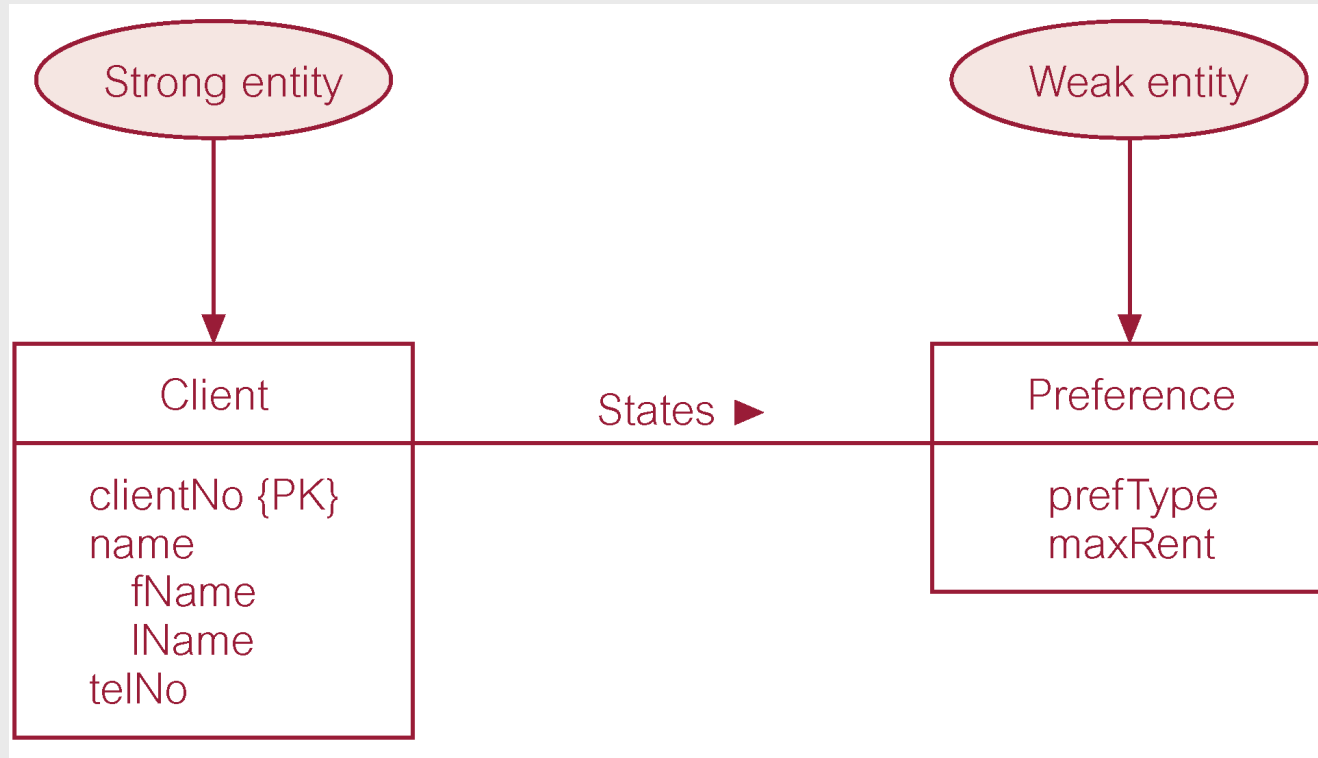 Strong entity
Weak entity
Client
States ►
Preference
clientNo {PK}
name
fName
lName
telNo
prefType
maxRent